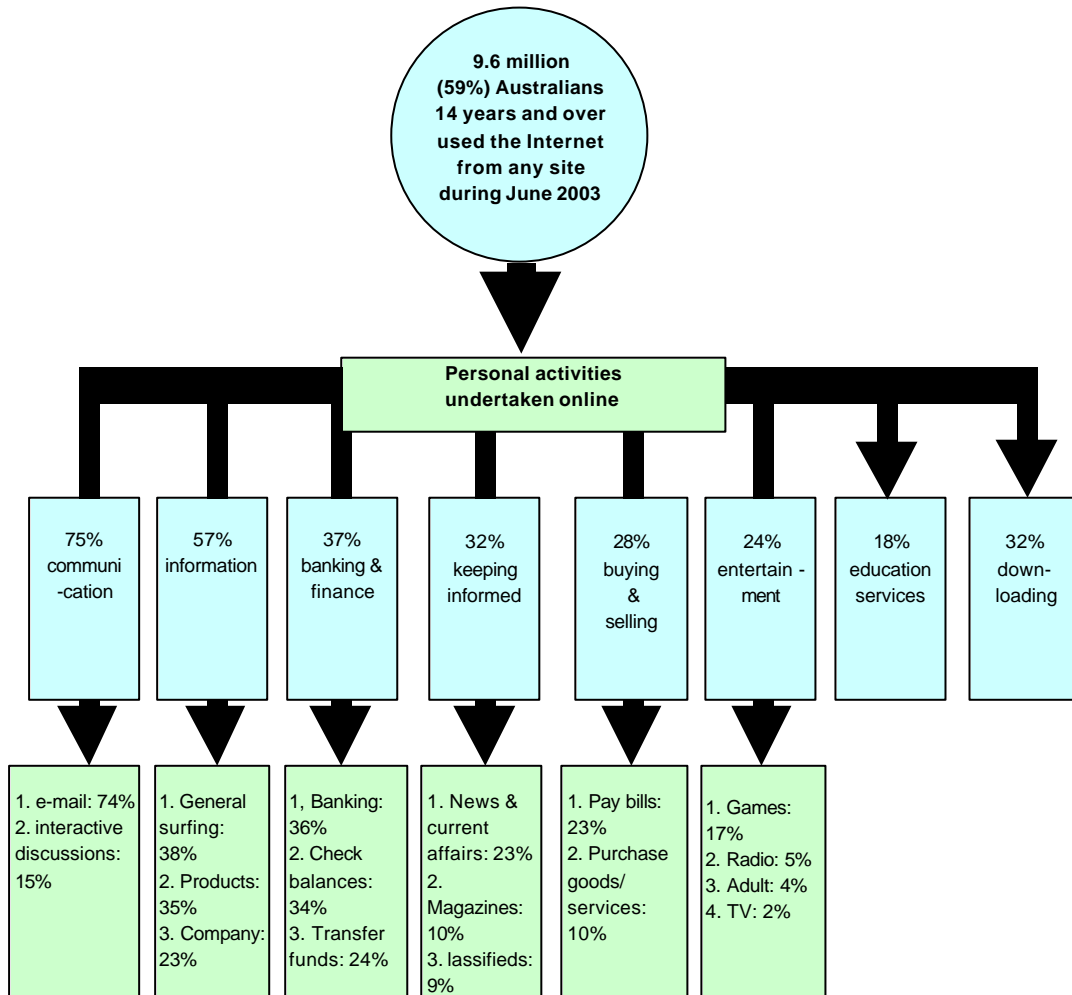 9.6 million
(59%) Australians
14 years and over
used the Internet
from any site
during June 2003
Personal activities
undertaken online
75%
communi
-cation
57%
information
37%
banking &
finance
32%
keeping
informed
28%
buying
&
selling
24%
entertain -
ment
18%
education
services
32%
down-
loading
1. e-mail: 74%
2. interactive
discussions:
15%
1. General
surfing:
38%
2. Products:
35%
3. Company:
23%
1, Banking:
36%
2. Check
balances:
34%
3. Transfer
funds: 24%
1. News &
current
affairs: 23%
2.
Magazines:
10%
3. lassifieds:
9%
1. Pay bills:
23%
2. Purchase
goods/
services:
10%
1. Games:
17%
2. Radio: 5%
3. Adult: 4%
4. TV: 2%